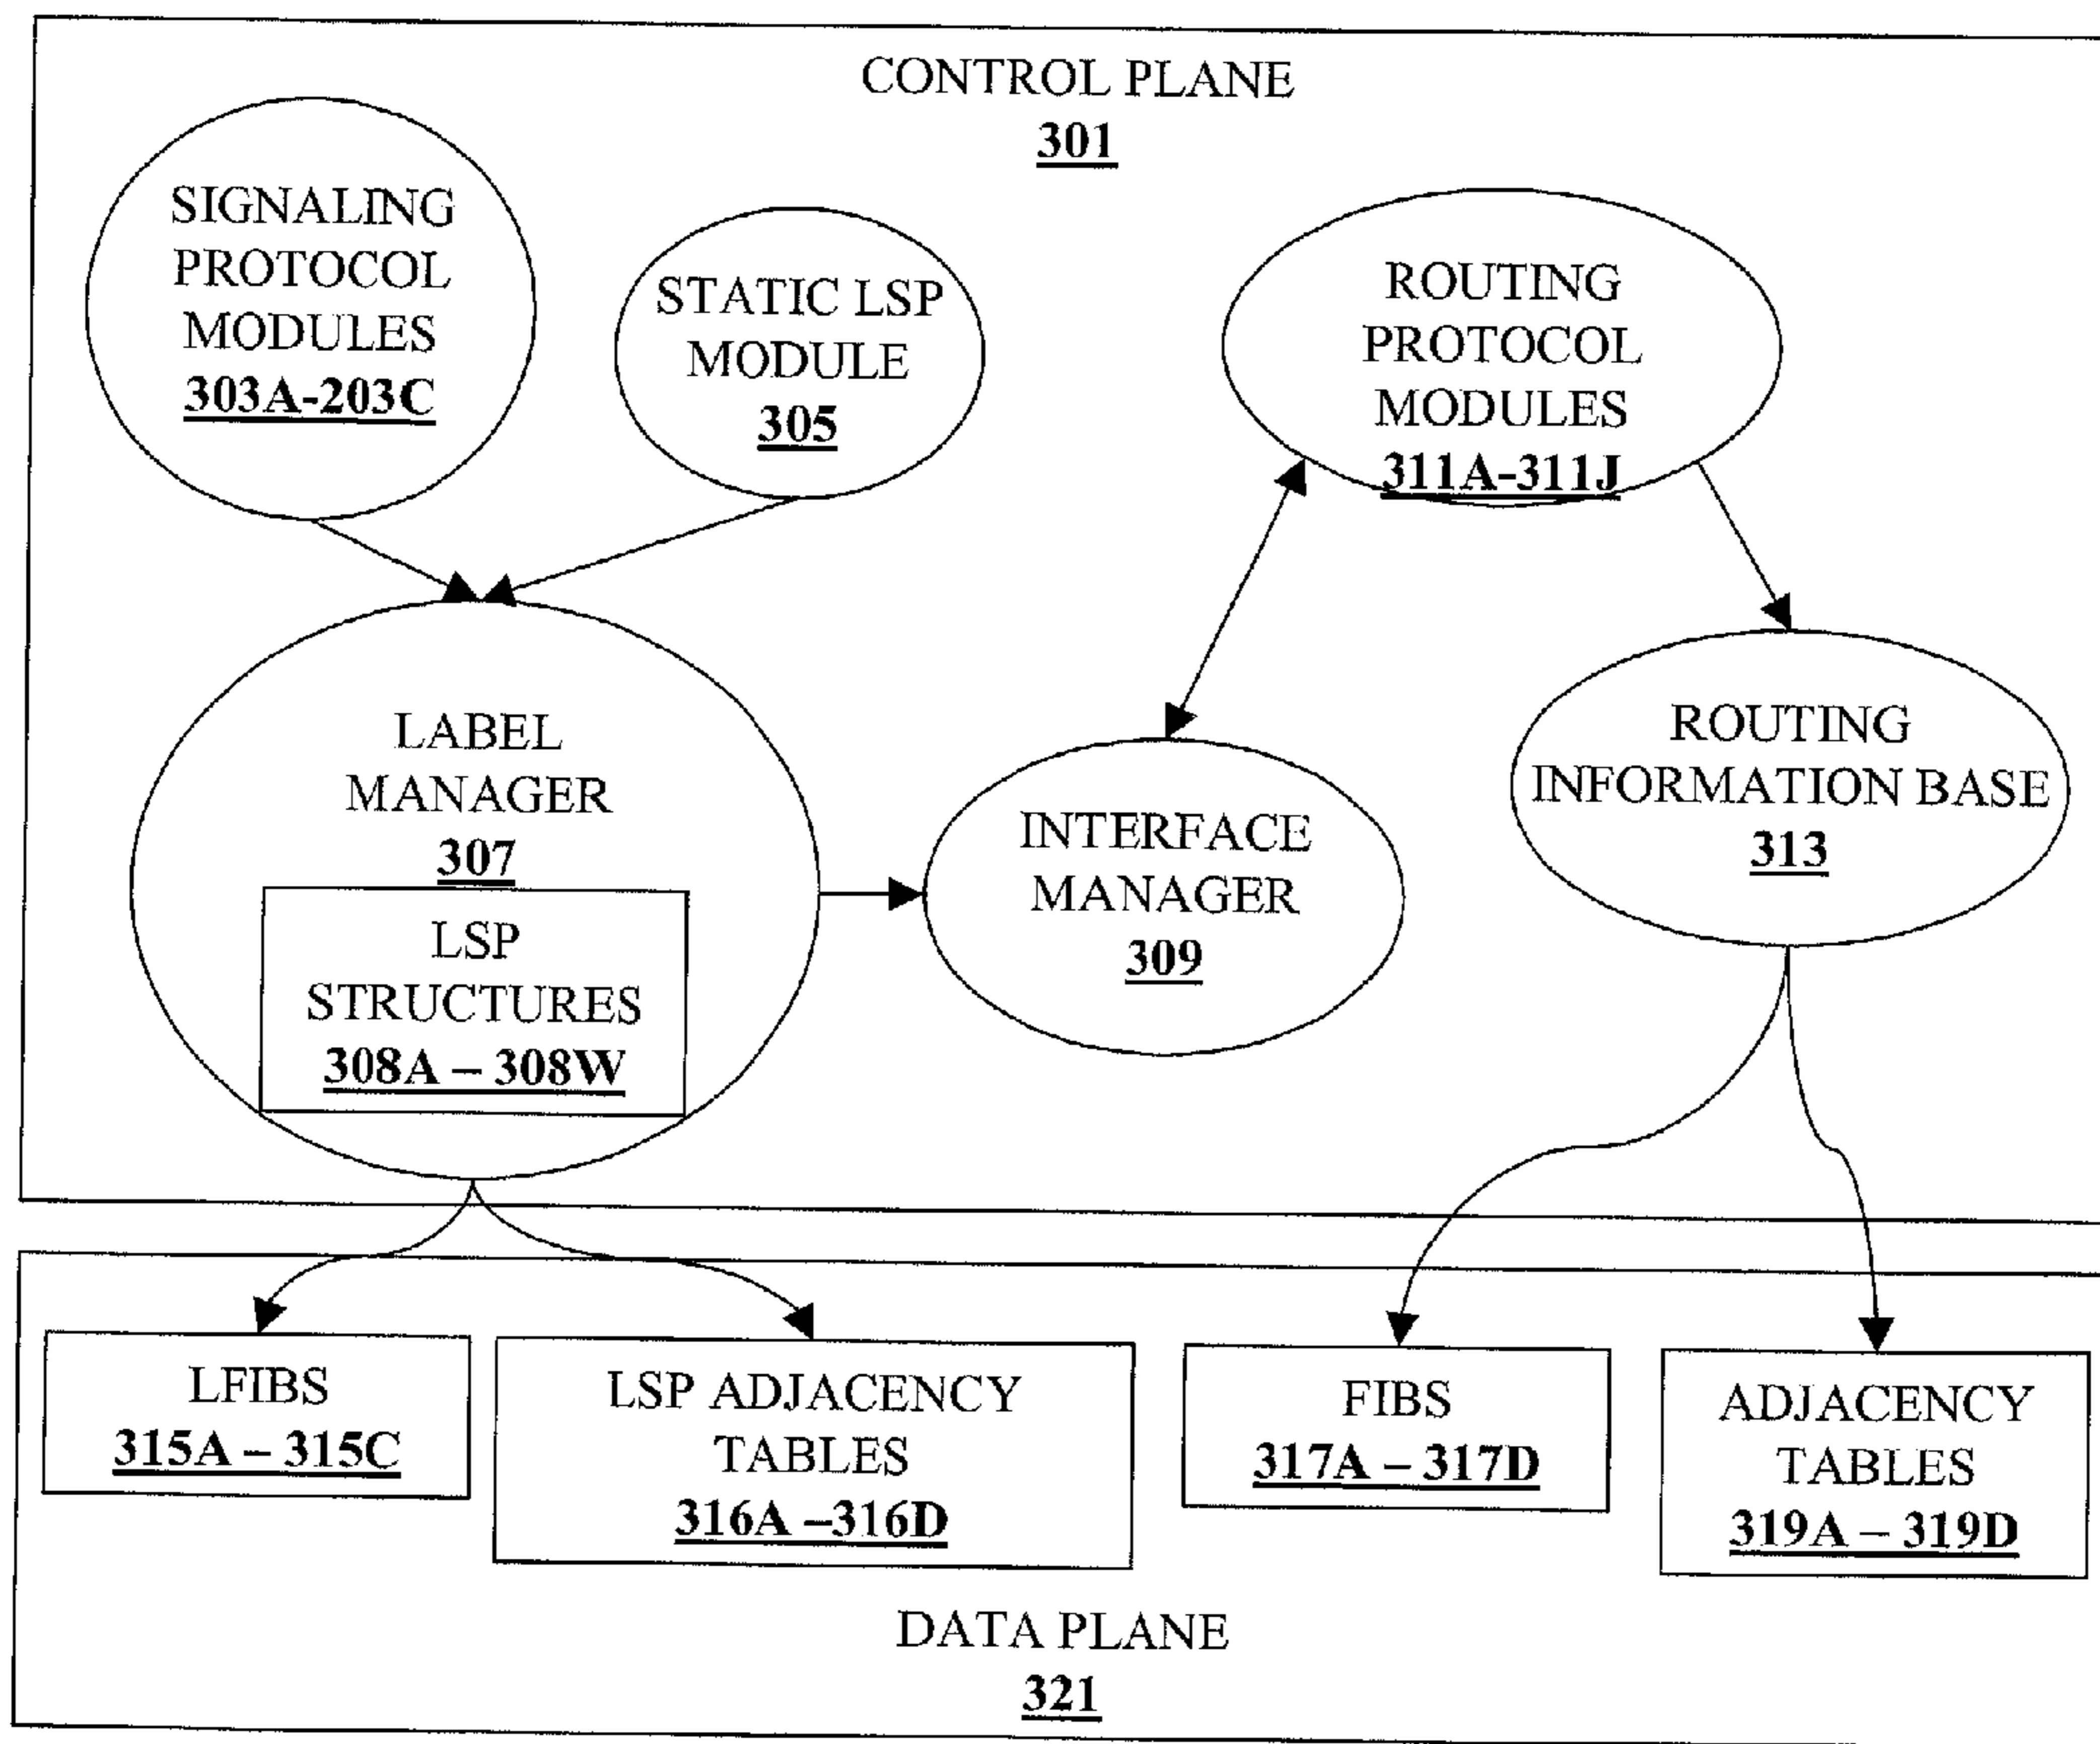 CONTROL PLANE
301
SIGNALING
PROTOCOL
MODULES
303A-203C
STATIC LSP
MODULE
305
ROUTING
PROTOCOL
MODULES
311A-311J
LABEL
MANAGER
307
LSP
STRUCTURES
308A – 308W
INTERFACE
MANAGER
309
ROUTING
INFORMATION BASE
313
LFIBS
315A – 315C
LSP ADJACENCY
TABLES
316A –316D
FIBS
317A – 317D
ADJACENCY
TABLES
319A – 319D
DATA PLANE
321